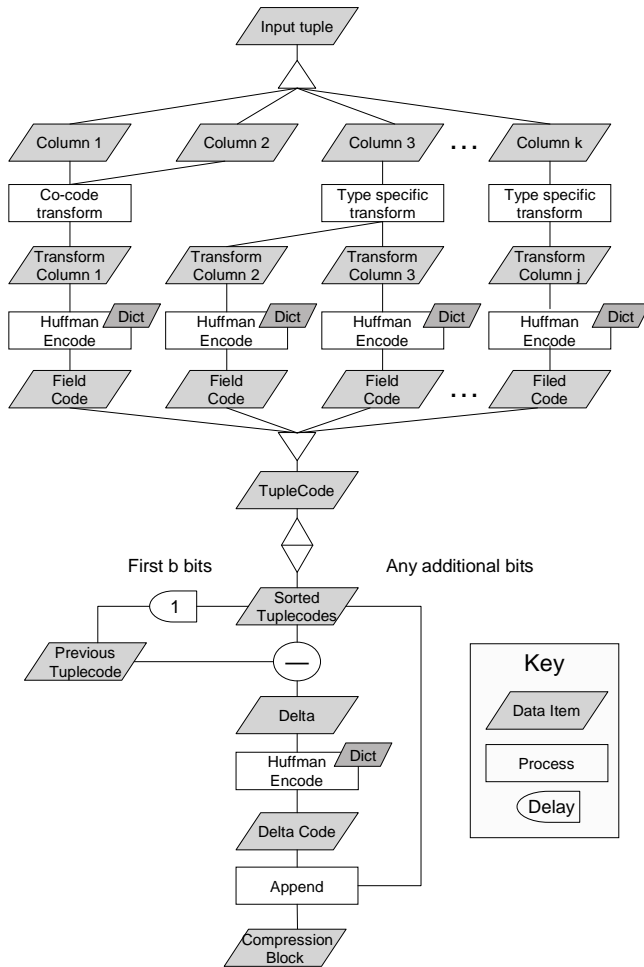 Input tuple
Column 1
Column 2
Column 3
...
Column k
Co-code
transform
Type specific
transform
Type specific
transform
Transform
Column 1
Transform
Column 2
Transform
Column 3
Transform
Column j
Huffman
Encode
Dict
Huffman
Encode
Dict
Huffman
Encode
Dict
Huffman
Encode
Dict
Field
Code
Field
Code
Field
Code
...
Filed
Code
TupleCode
First b bits
Any additional bits
1
Sorted
Tuplecodes
Previous
Tuplecode
—
Delta
Huffman
Encode
Dict
Delta Code
Append
Compression
Block
Key
Data Item
Process
Delay